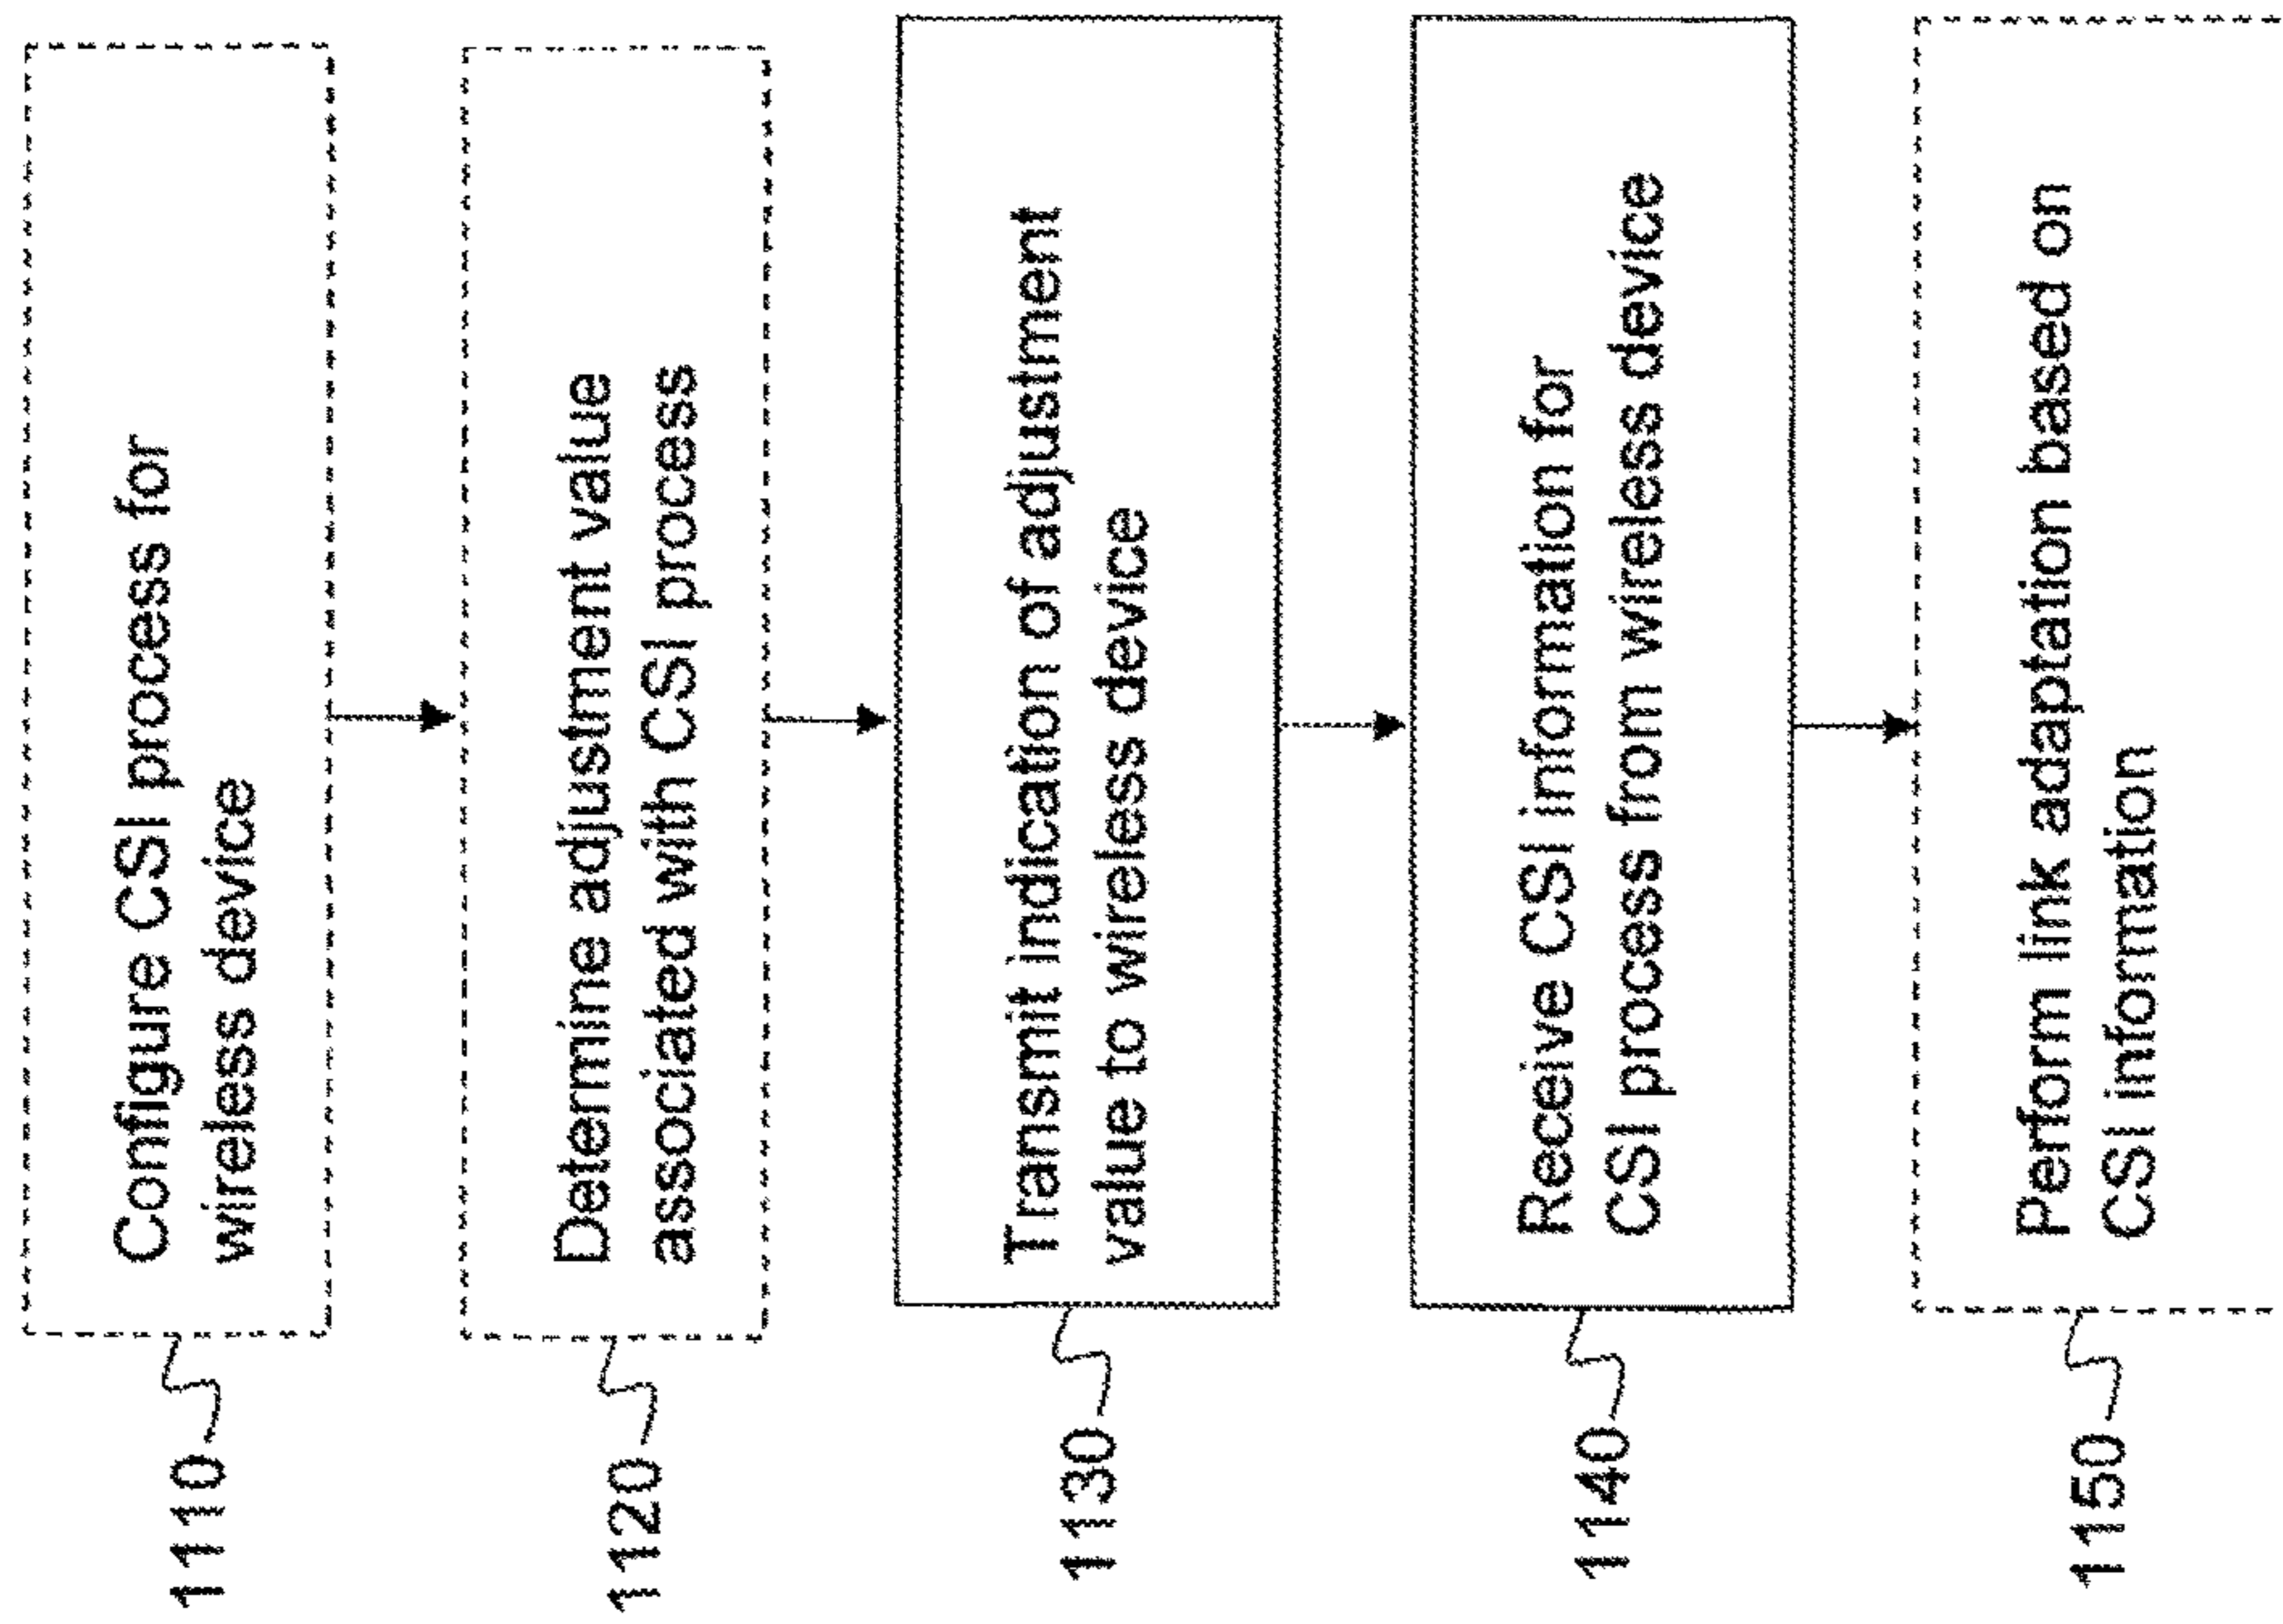 1110
Configure CSI process for
wireless device
1120
Determine adjustment value
associated with CSI process
1130
Transmit indication of adjustment
value to wireless device
1140
Receive CSI information for
CSI process from wireless device
1150
Perform link adaptation based on
CSI information